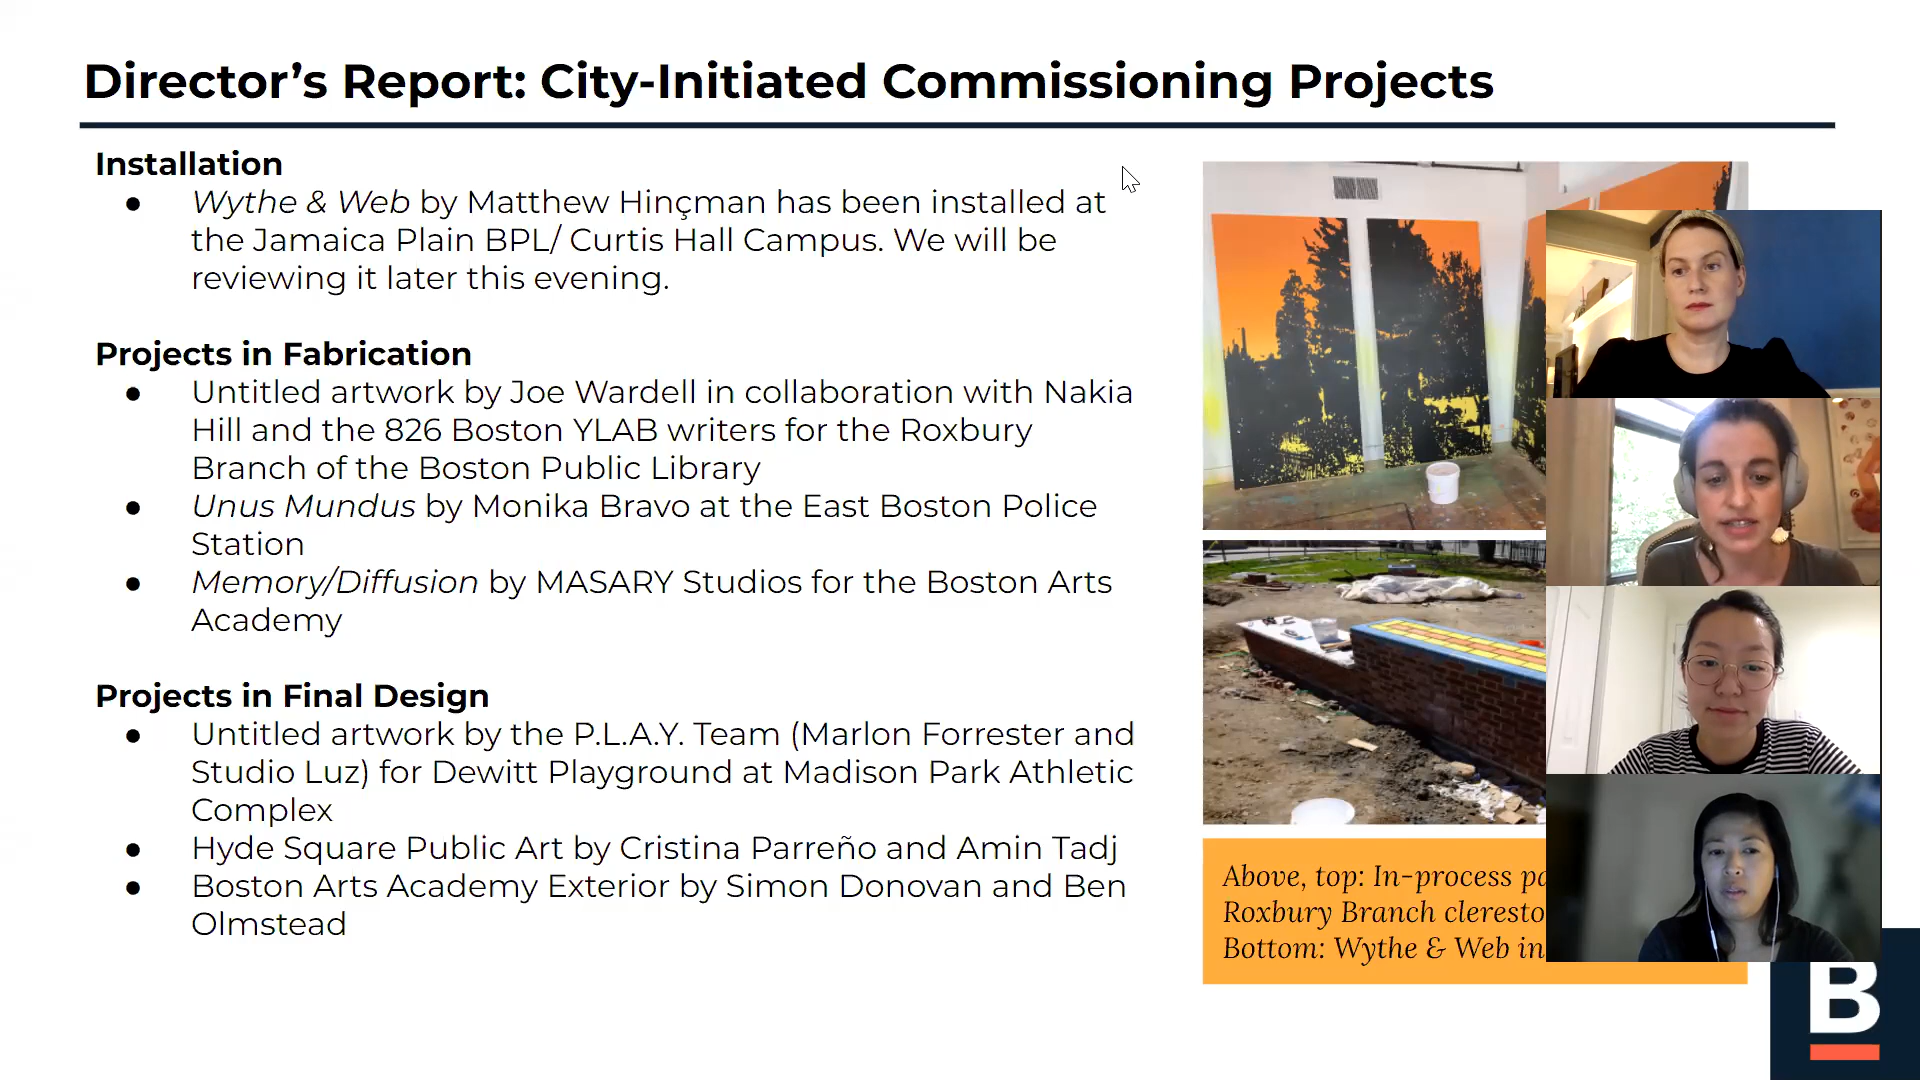 Director’s Report: City-Initiated Commissioning Projects
Installation
● Wythe & Web by Matthew Hinçman has been installed at
the Jamaica Plain BPL/ Curtis Hall Campus. We will be
reviewing it later this evening.
Projects in Fabrication
● Untitled artwork by Joe Wardell in collaboration with Nakia
Hill and the 826 Boston YLAB writers for the Roxbury
Branch of the Boston Public Library
● Unus Mundus by Monika Bravo at the East Boston Police
Station
● Memory/Diffusion by MASARY Studios for the Boston Arts
Academy
Projects in Final Design
● Untitled artwork by the P.L.A.Y. Team (Marlon Forrester and
Studio Luz) for Dewitt Playground at Madison Park Athletic
Complex
● Hyde Square Public Art by Cristina Parreño and Amin Tadj
● Boston Arts Academy Exterior by Simon Donovan and Ben
Olmstead
Above, top: In-process
Roxbury Branch
Bottom: Wythe & Web
B